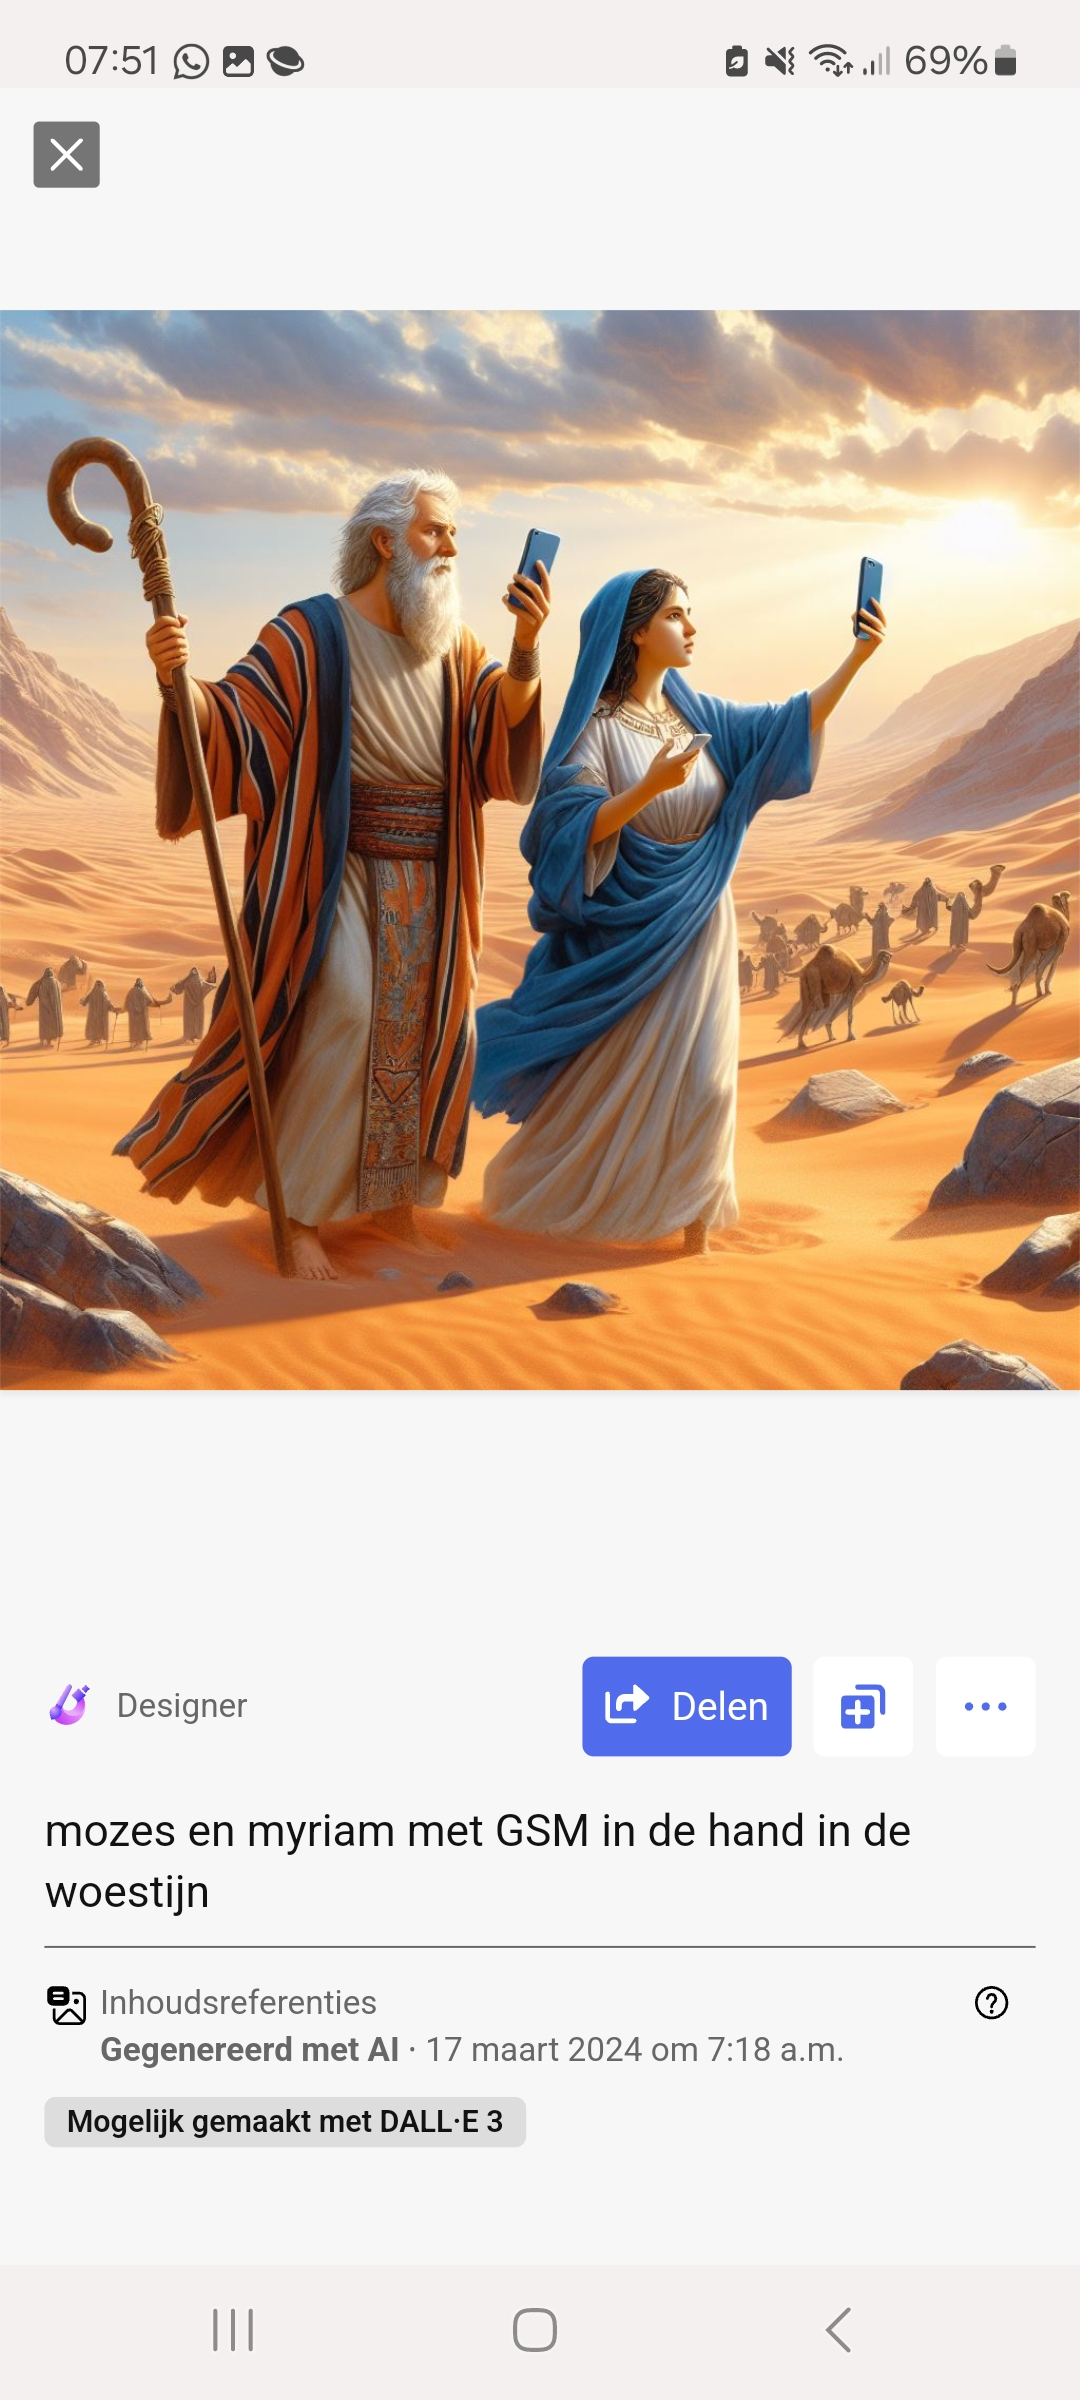 07:51
69%
Designer
Delen
mozes en myriam met GSM in de hand in de
woestijn
Inhoudsreferenties
Gegenereerd met AI · 17 maart 2024 om 7:18 a.m.
Mogelijk gemaakt met DALL·E 3